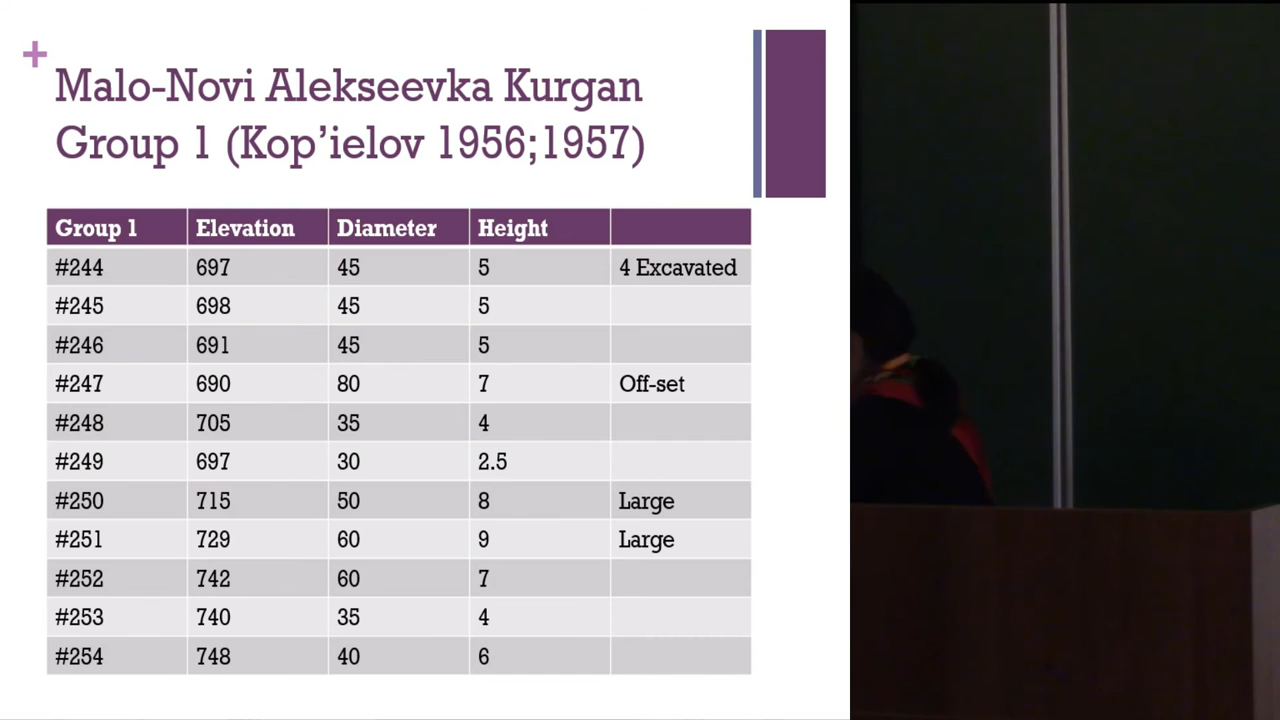 +
Malo-Novi Alekseevka Kurgan
Group 1 (Kop’ielov 1956;1957)
Group 1 Elevation Diameter Height
#244 697 45 5 4 Excavated
#245 698 45 5
#246 691 45 5
#247 690 80 7 Off-set
#248 705 35 4
#249 697 30 2.5
#250 715 50 8 Large
#251 729 60 9 Large
#252 742 60 7
#253 740 35 4
#254 748 40 6